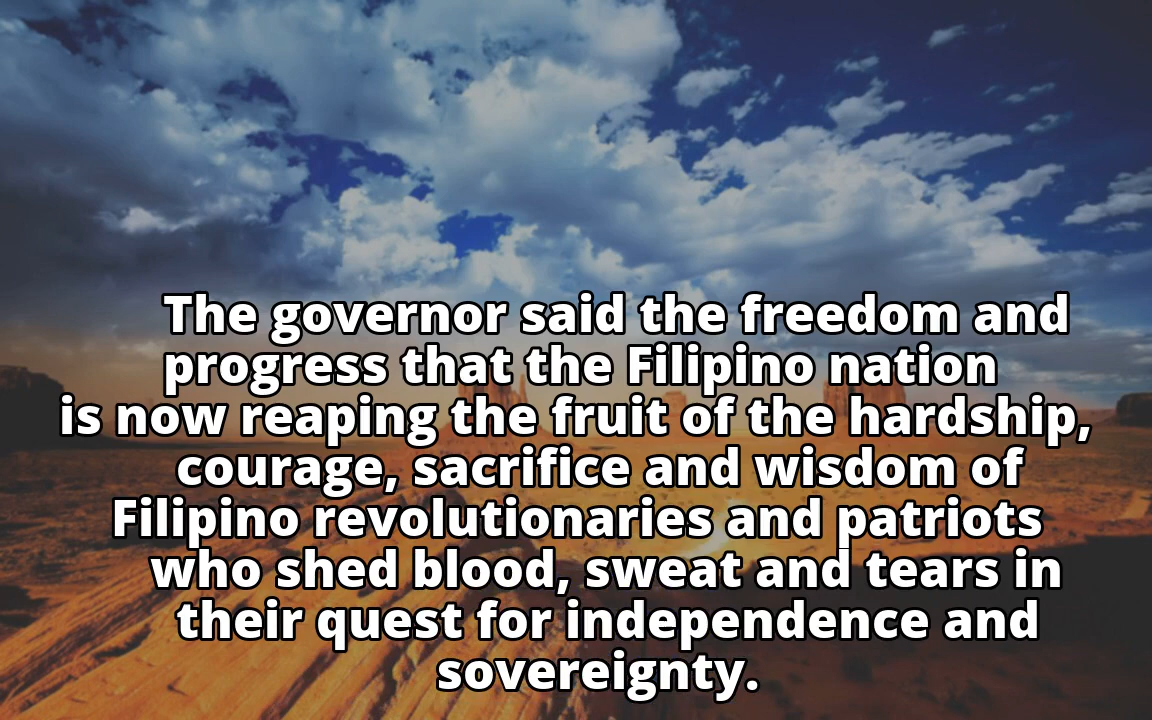 The governor said the freedom and
progress that the Filipino nation
is now reaping the fruit of the hardship,
courage, sacrifice and wisdom of
Filipino revolutionaries and patriots
who shed blood, sweat and tears in
their quest for independence and
sovereignty.